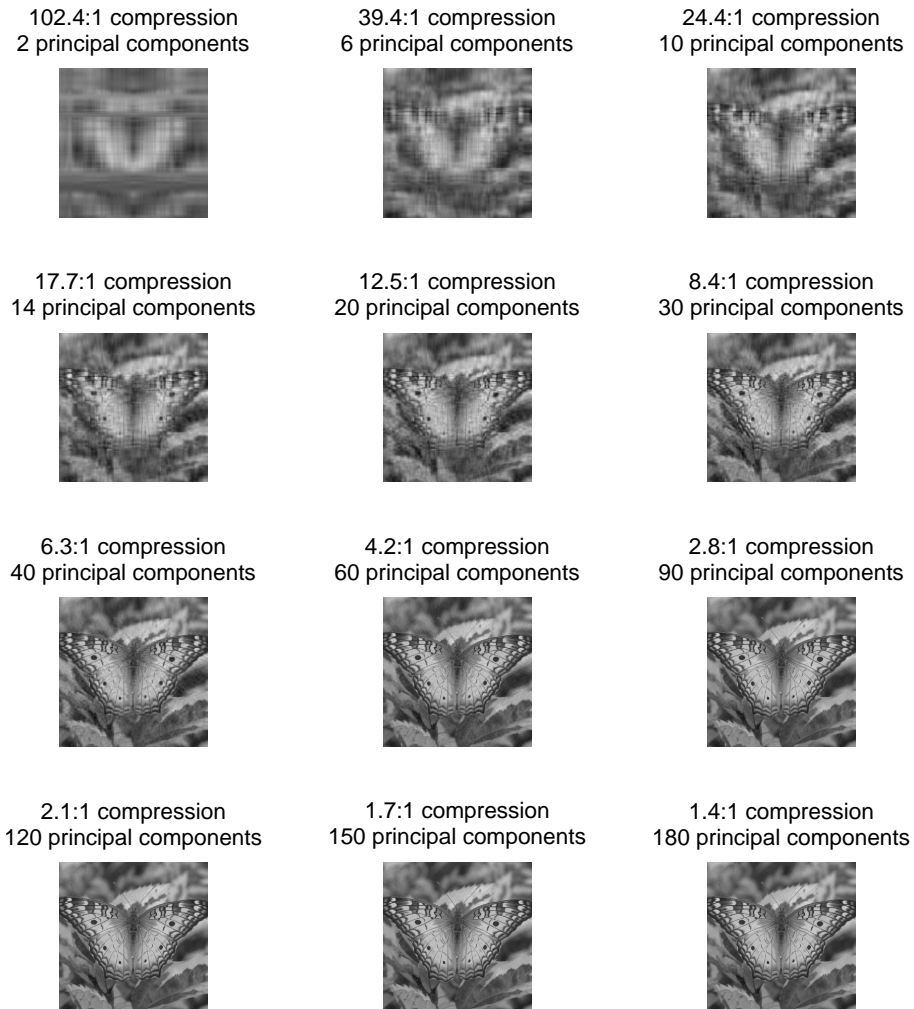 102.4:1 compression
2 principal components
39.4:1 compression
6 principal components
24.4:1 compression
10 principal components
17.7:1 compression
14 principal components
12.5:1 compression
20 principal components
8.4:1 compression
30 principal components
6.3:1 compression
40 principal components
4.2:1 compression
60 principal components
2.8:1 compression
90 principal components
2.1:1 compression
120 principal components
1.7:1 compression
150 principal components
1.4:1 compression
180 principal components